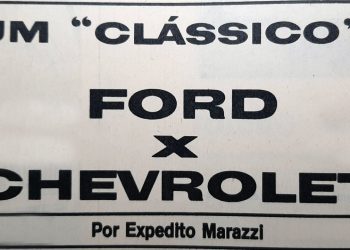 UM "CLÁSSICO"
FORD
x
CHEVROLET
Por Expedito Marazzi